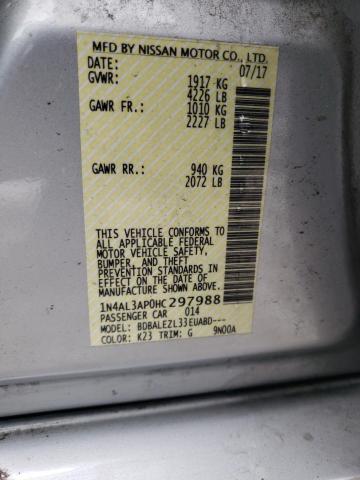 MFD BY NISSAN MOTOR CO., LTD.
DATE: 07/17
GVWR: 1917 KG
4226 LB
GAWR FR.: 1010 KG
2227 LB
GAWR RR.: 940 KG
2072 LB
THIS VEHICLE CONFORMS TO
ALL APPLICABLE FEDERAL
MOTOR VEHICLE SAFETY,
BUMPER, AND THEFT
PREVENTION STANDARDS
IN EFFECT ON THE DATE OF
MANUFACTURE SHOWN ABOVE
1N4AL3AP0HC297988
PASSENGER CAR 014
MODEL: BDBALEZL33EUABD---
COLOR: K23 TRIM: G 9N00A